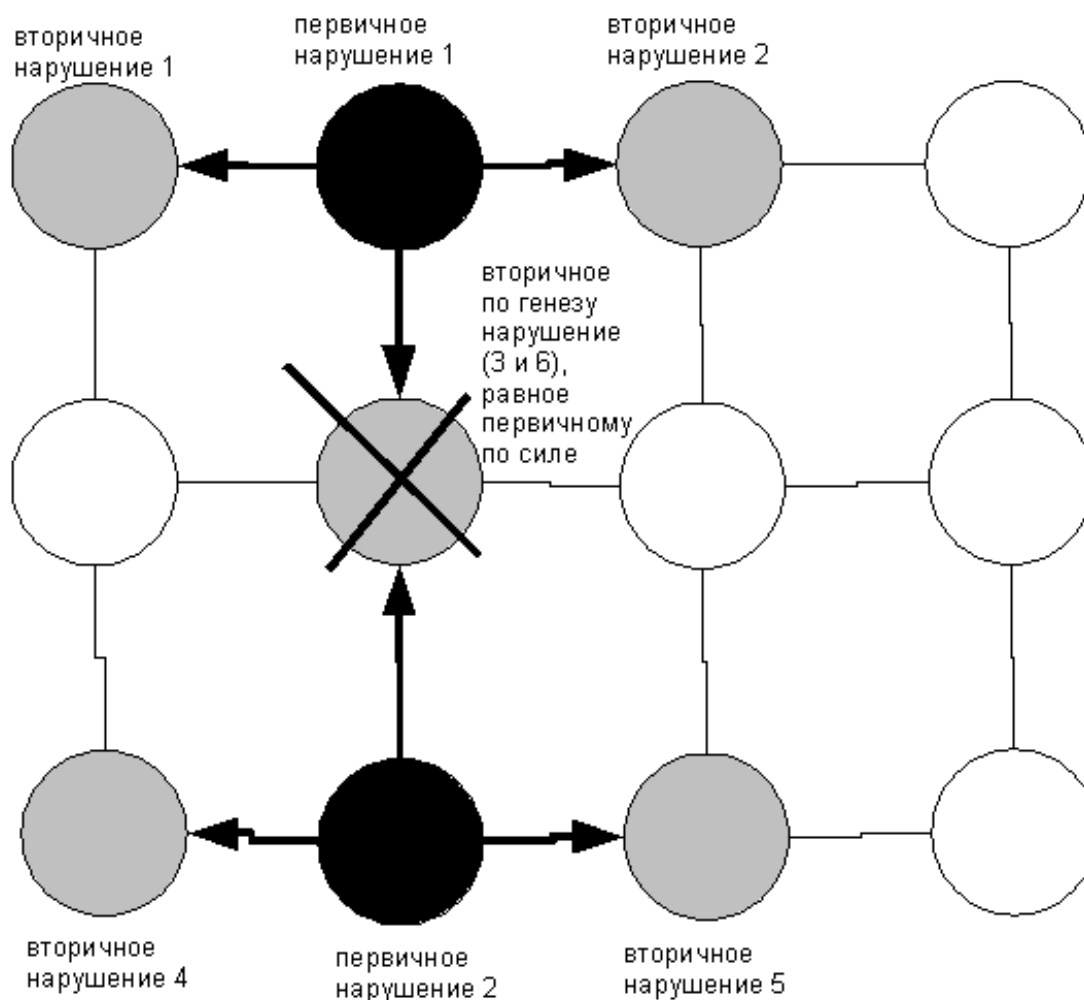 вторичное
нарушение 1
первичное
нарушение 1
вторичное
нарушение 2
вторичное
по генезу
нарушение
(3 и 6),
равное
первичному
по силе
вторичное
нарушение 4
первичное
нарушение 2
вторичное
нарушение 5